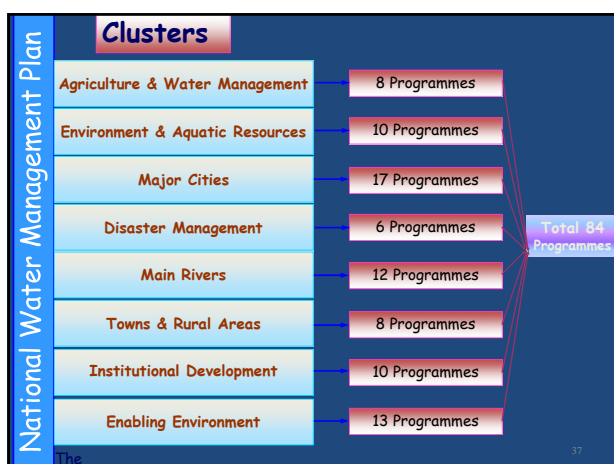 National Water Management Plan
Clusters
Agriculture & Water Management
8 Programmes
Environment & Aquatic Resources
10 Programmes
Major Cities
17 Programmes
Disaster Management
6 Programmes
Main Rivers
12 Programmes
Towns & Rural Areas
8 Programmes
Institutional Development
10 Programmes
Enabling Environment
13 Programmes
Total 84
Programmes
The
37